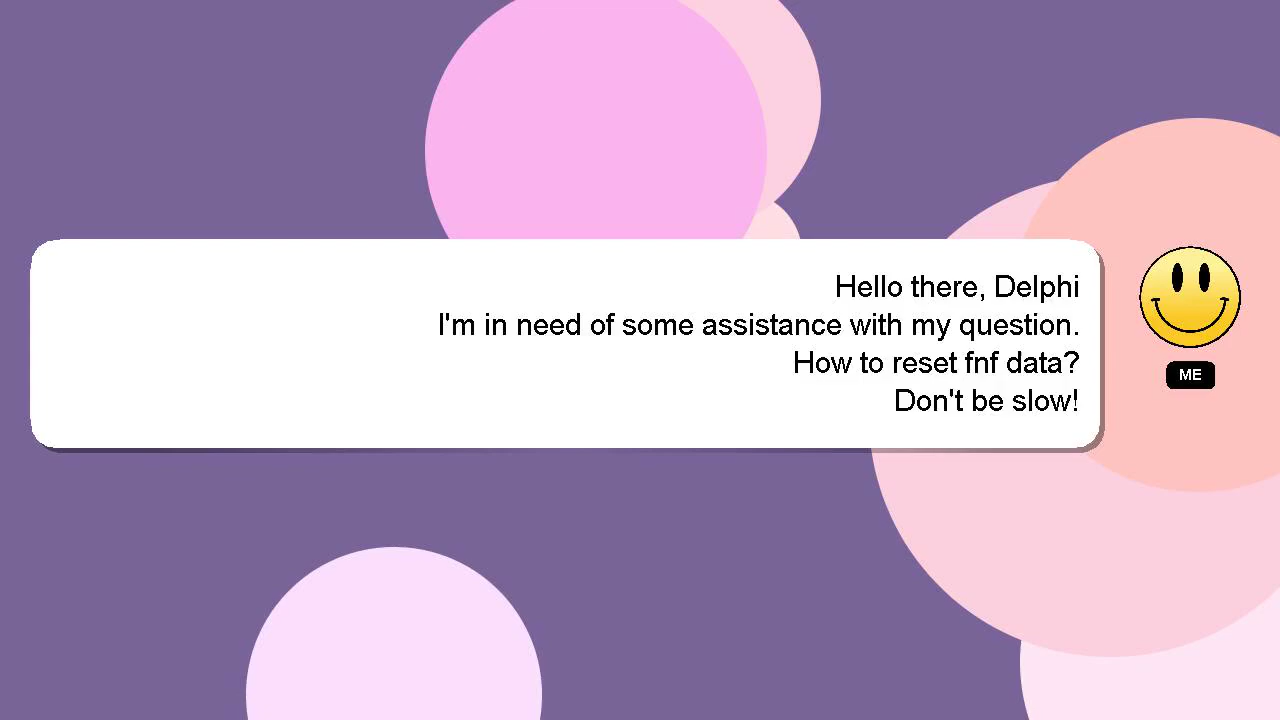 Hello there, Delphi
I'm in need of some assistance with my question.
How to reset fnf data?
Don't be slow!
ME